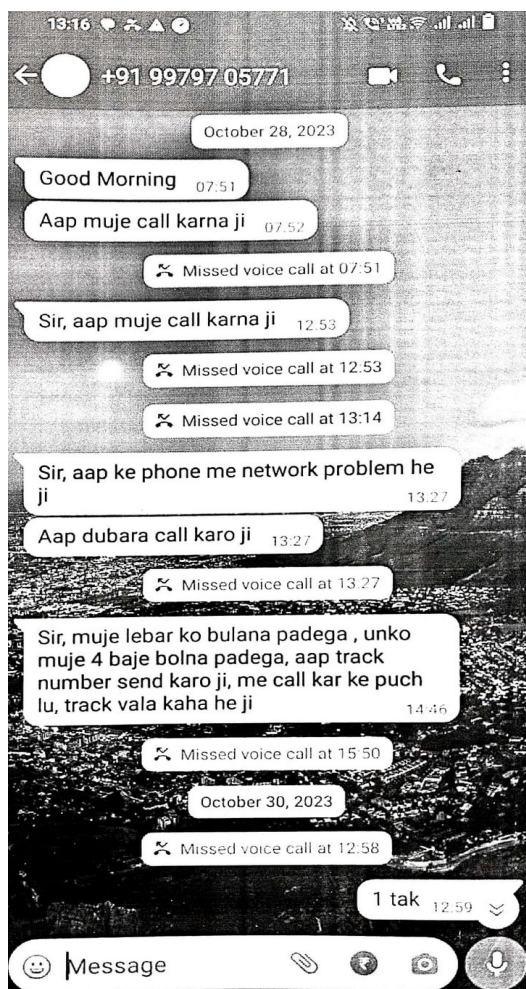 13:16
+91 99797 05771
October 28, 2023
Good Morning 07:51
Aap muje call karna ji 07:52
Missed voice call at 07:51
Sir, aap muje call karna ji 12:53
Missed voice call at 12:53
Missed voice call at 13:14
Sir, aap ke phone me network problem he
ji 13:27
Aap dubara call karo ji 13:27
Missed voice call at 13:27
Sir, muje lebar ko bulana padega , unko
muje 4 baje bolna padega, aap track
number send karo ji, me call kar ke puch
lu, track vala kaha he ji 14:46
Missed voice call at 15:50
October 30, 2023
Missed voice call at 12:58
1 tak 12:59
Message